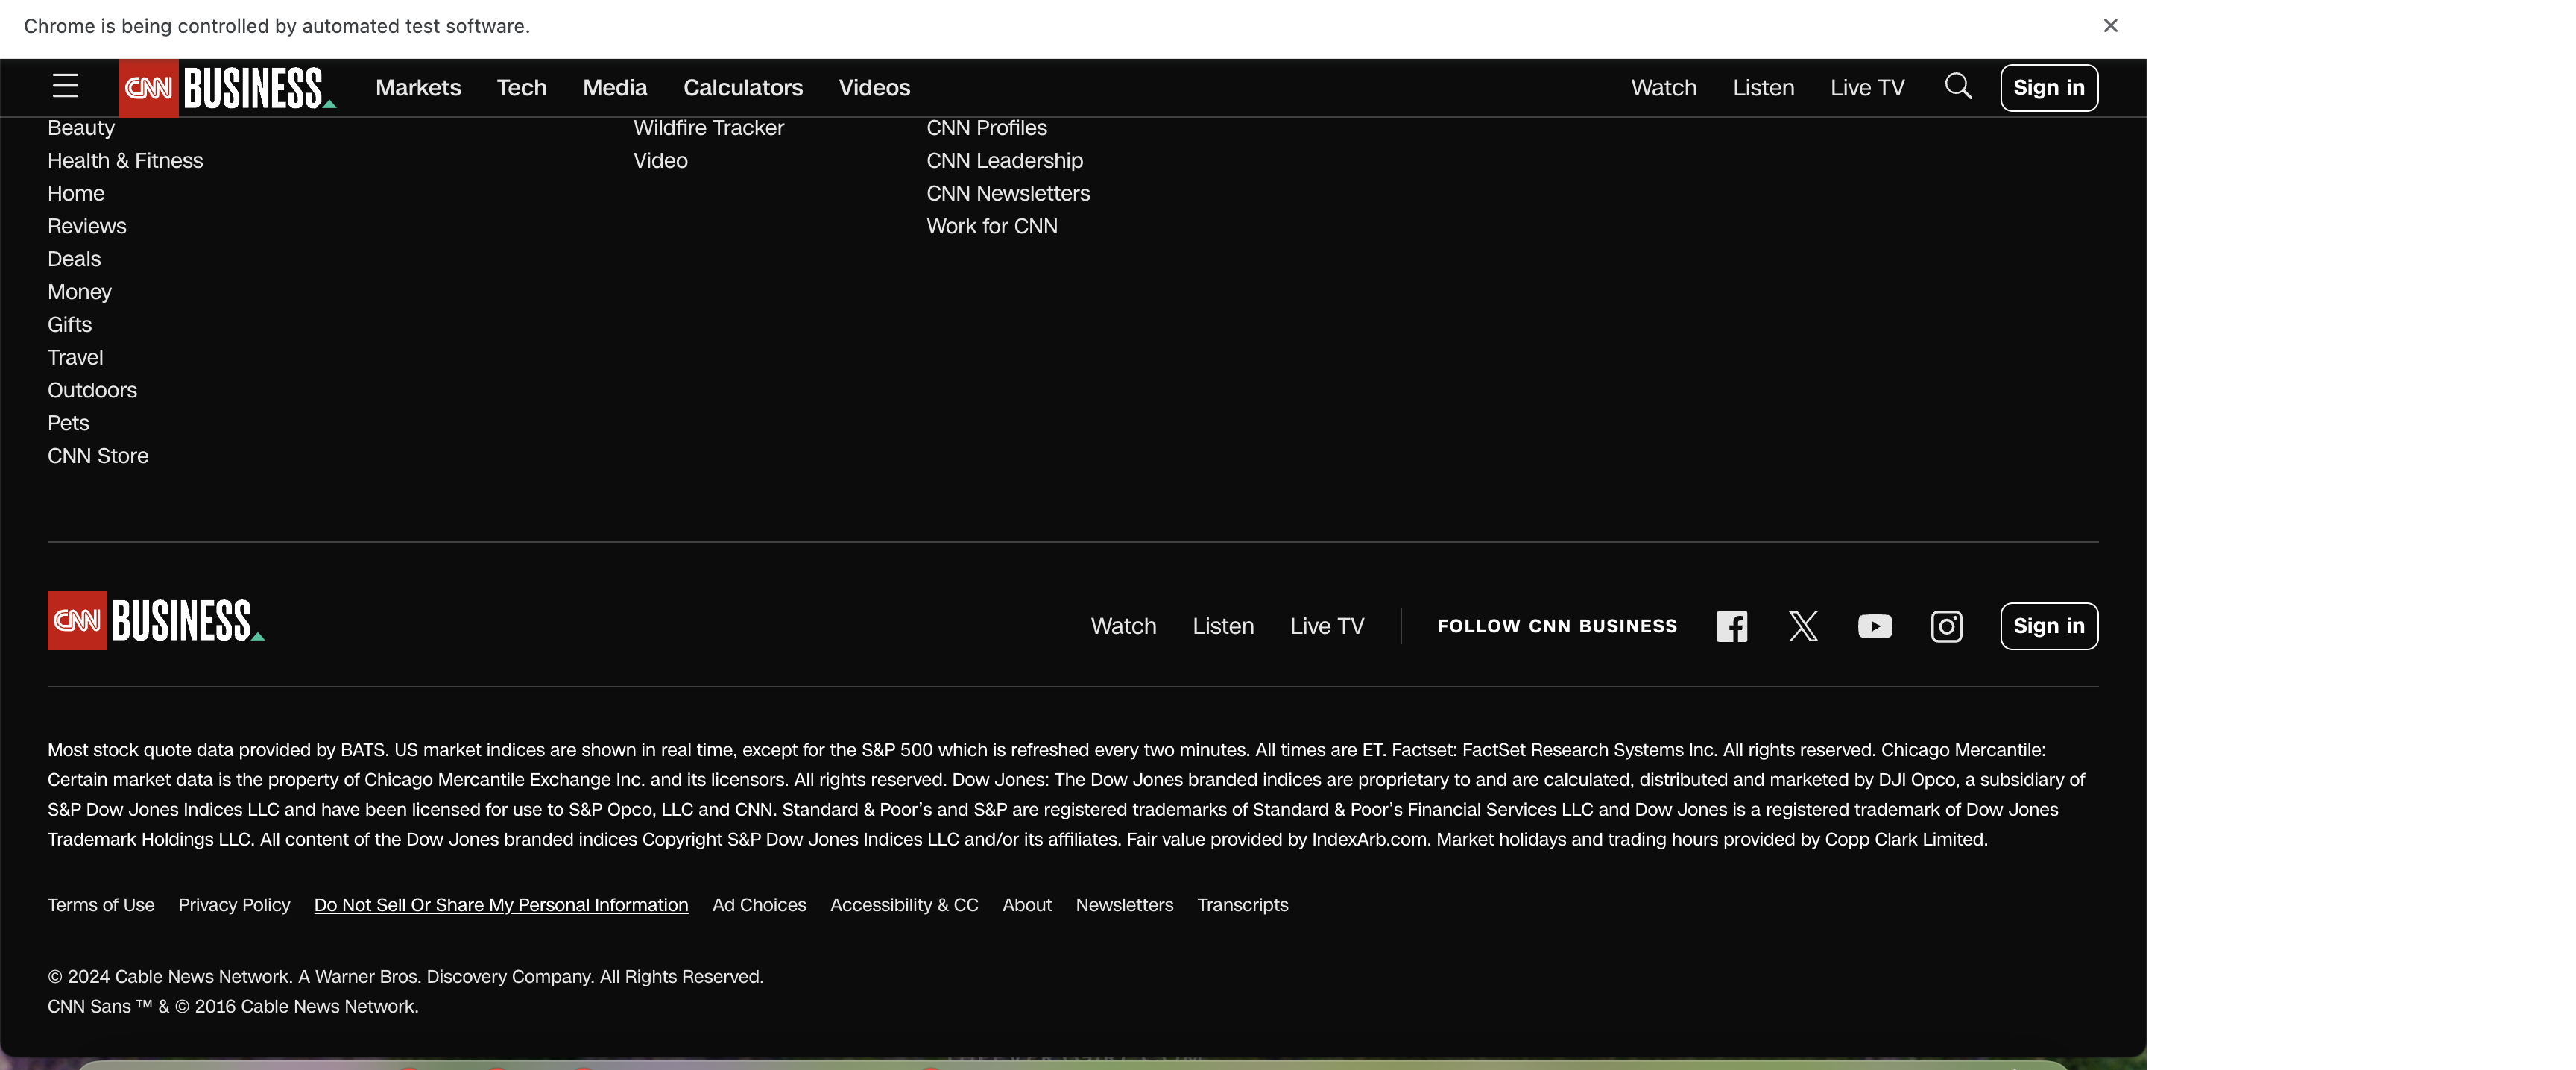 Chrome is being controlled by automated test software.
CNN BUSINESS Markets Tech Media Calculators Videos Watch Listen Live TV Sign in
Beauty Wildfire Tracker CNN Profiles
Health & Fitness Video CNN Leadership
Home CNN Newsletters
Reviews Work for CNN
Deals
Money
Gifts
Travel
Outdoors
Pets
CNN Store
CNN BUSINESS Watch Listen Live TV FOLLOW CNN BUSINESS Sign in
Most stock quote data provided by BATS. US market indices are shown in real time, except for the S&P 500 which is refreshed every two minutes. All times are ET. Factset: FactSet Research Systems Inc. All rights reserved. Chicago Mercantile:
Certain market data is the property of Chicago Mercantile Exchange Inc. and its licensors. All rights reserved. Dow Jones: The Dow Jones branded indices are proprietary to and are calculated, distributed and marketed by DJI Opco, a subsidiary of
S&P Dow Jones Indices LLC and have been licensed for use to S&P Opco, LLC and CNN. Standard & Poor’s and S&P are registered trademarks of Standard & Poor’s Financial Services LLC and Dow Jones is a registered trademark of Dow Jones
Trademark Holdings LLC. All content of the Dow Jones branded indices Copyright S&P Dow Jones Indices LLC and/or its affiliates. Fair value provided by IndexArb.com. Market holidays and trading hours provided by Copp Clark Limited.
Terms of Use Privacy Policy Do Not Sell Or Share My Personal Information Ad Choices Accessibility & CC About Newsletters Transcripts
© 2024 Cable News Network. A Warner Bros. Discovery Company. All Rights Reserved.
CNN Sans ™ & © 2016 Cable News Network.